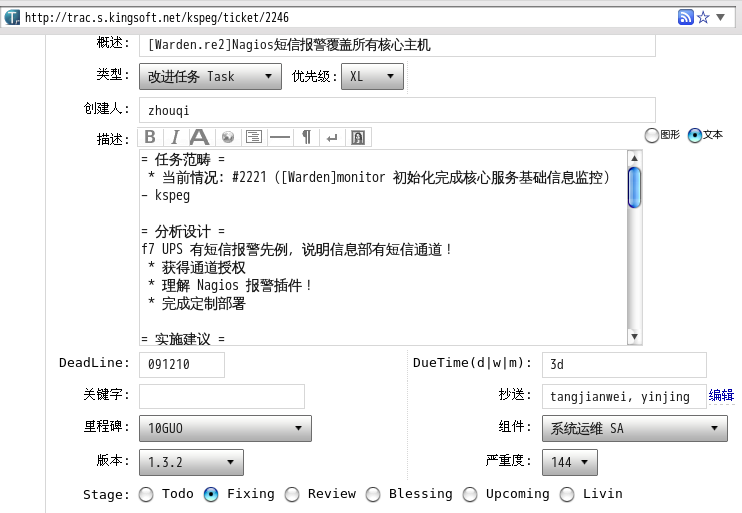 http://trac.s.kingsoft.net/kspeg/ticket/2246
概述: [Warden.re2]Nagios短信报警覆盖所有核心主机
类型: 改进任务 Task 优先级: XL
创建人: zhouqi
描述: B I A ¶ 图形 文本
= 任务范畴 =
* 当前情况: #2221 ([Warden]monitor 初始化完成核心服务基础信息监控)
- kspeg
= 分析设计 =
f7 UPS 有短信报警先例, 说明信息部有短信通道!
* 获得通道授权
* 理解 Nagios 报警插件!
* 完成定制部署
= 实施建议 =
DeadLine: 091210 DueTime(d|w|m): 3d
关键字: 抄送: tangjianwei, yinjing 编辑
里程碑: 10GUO 组件: 系统运维 SA
版本: 1.3.2 严重度: 144
Stage: Todo Fixing Review Blessing Upcoming Livin